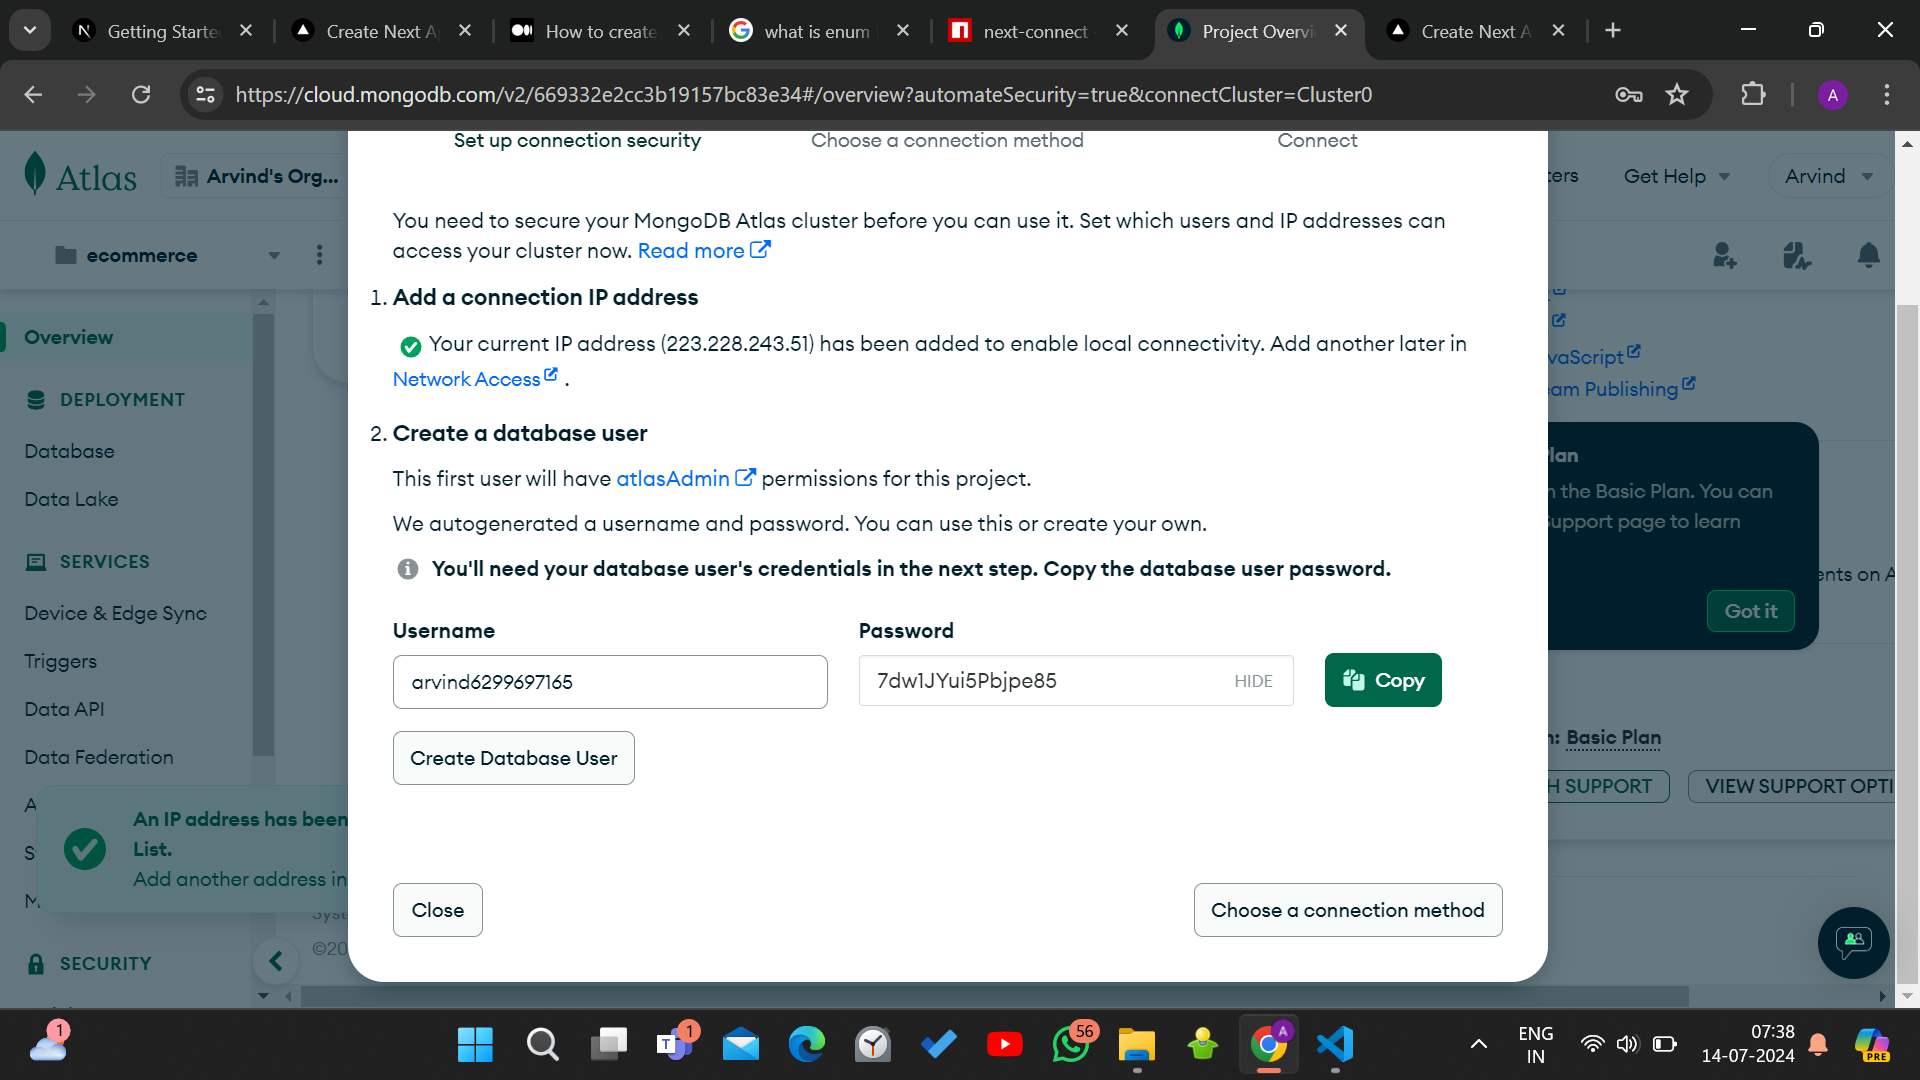 Getting Starte
Create Next A
How to create
what is enum
next-connect
Project Overvi
Create Next A
https://cloud.mongodb.com/v2/669332e2cc3b19157bc83e34#/overview?automateSecurity=true&connectCluster=Cluster0
A
Set up connection security
Choose a connection method
Connect
Atlas
Arvind's Org...
ters
Get Help
Arvind
You need to secure your MongoDB Atlas cluster before you can use it. Set which users and IP addresses can
access your cluster now. Read more
ecommerce
1. Add a connection IP address
Overview
Your current IP address (223.228.243.51) has been added to enable local connectivity. Add another later in
Network Access .
vaScript
eam Publishing
DEPLOYMENT
2. Create a database user
Database
This first user will have atlasAdmin permissions for this project.
Data Lake
We autogenerated a username and password. You can use this or create your own.
lan
n the Basic Plan. You can
Support page to learn
SERVICES
You'll need your database user's credentials in the next step. Copy the database user password.
ents on A
Device & Edge Sync
Got it
Username
Password
Triggers
arvind6299697165
7dw1JYui5Pbjpe85
HIDE
Copy
Data API
Create Database User
n: Basic Plan
Data Federation
H SUPPORT
VIEW SUPPORT OPTI
A
An IP address has been
List.
S
Add another address in
M
Syst
Close
Choose a connection method
©20
SECURITY
1
T
1
56
A
ENG
IN
07:38
14-07-2024
PRE